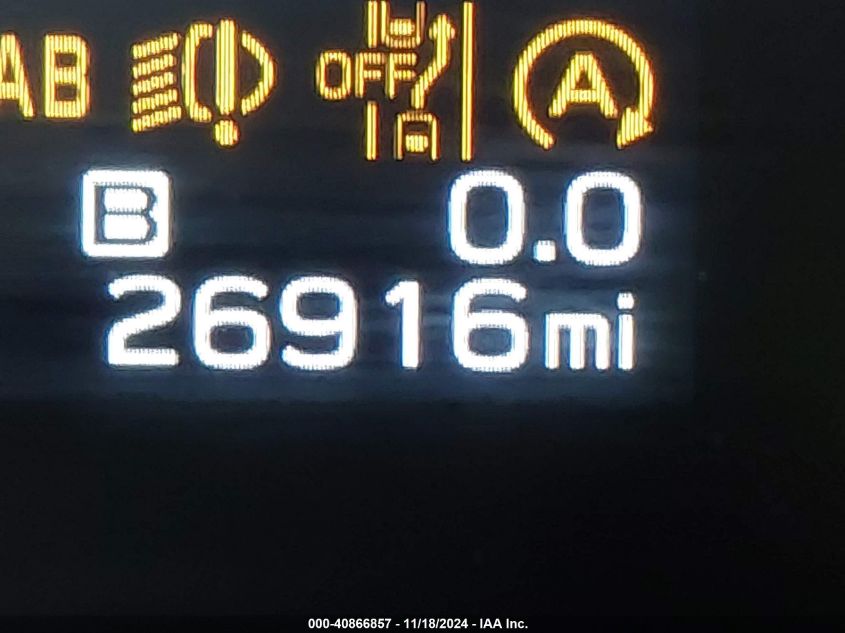 AB OFF A
B 0.0
26916mi
000-40866857 - 11/18/2024 - IAA Inc.